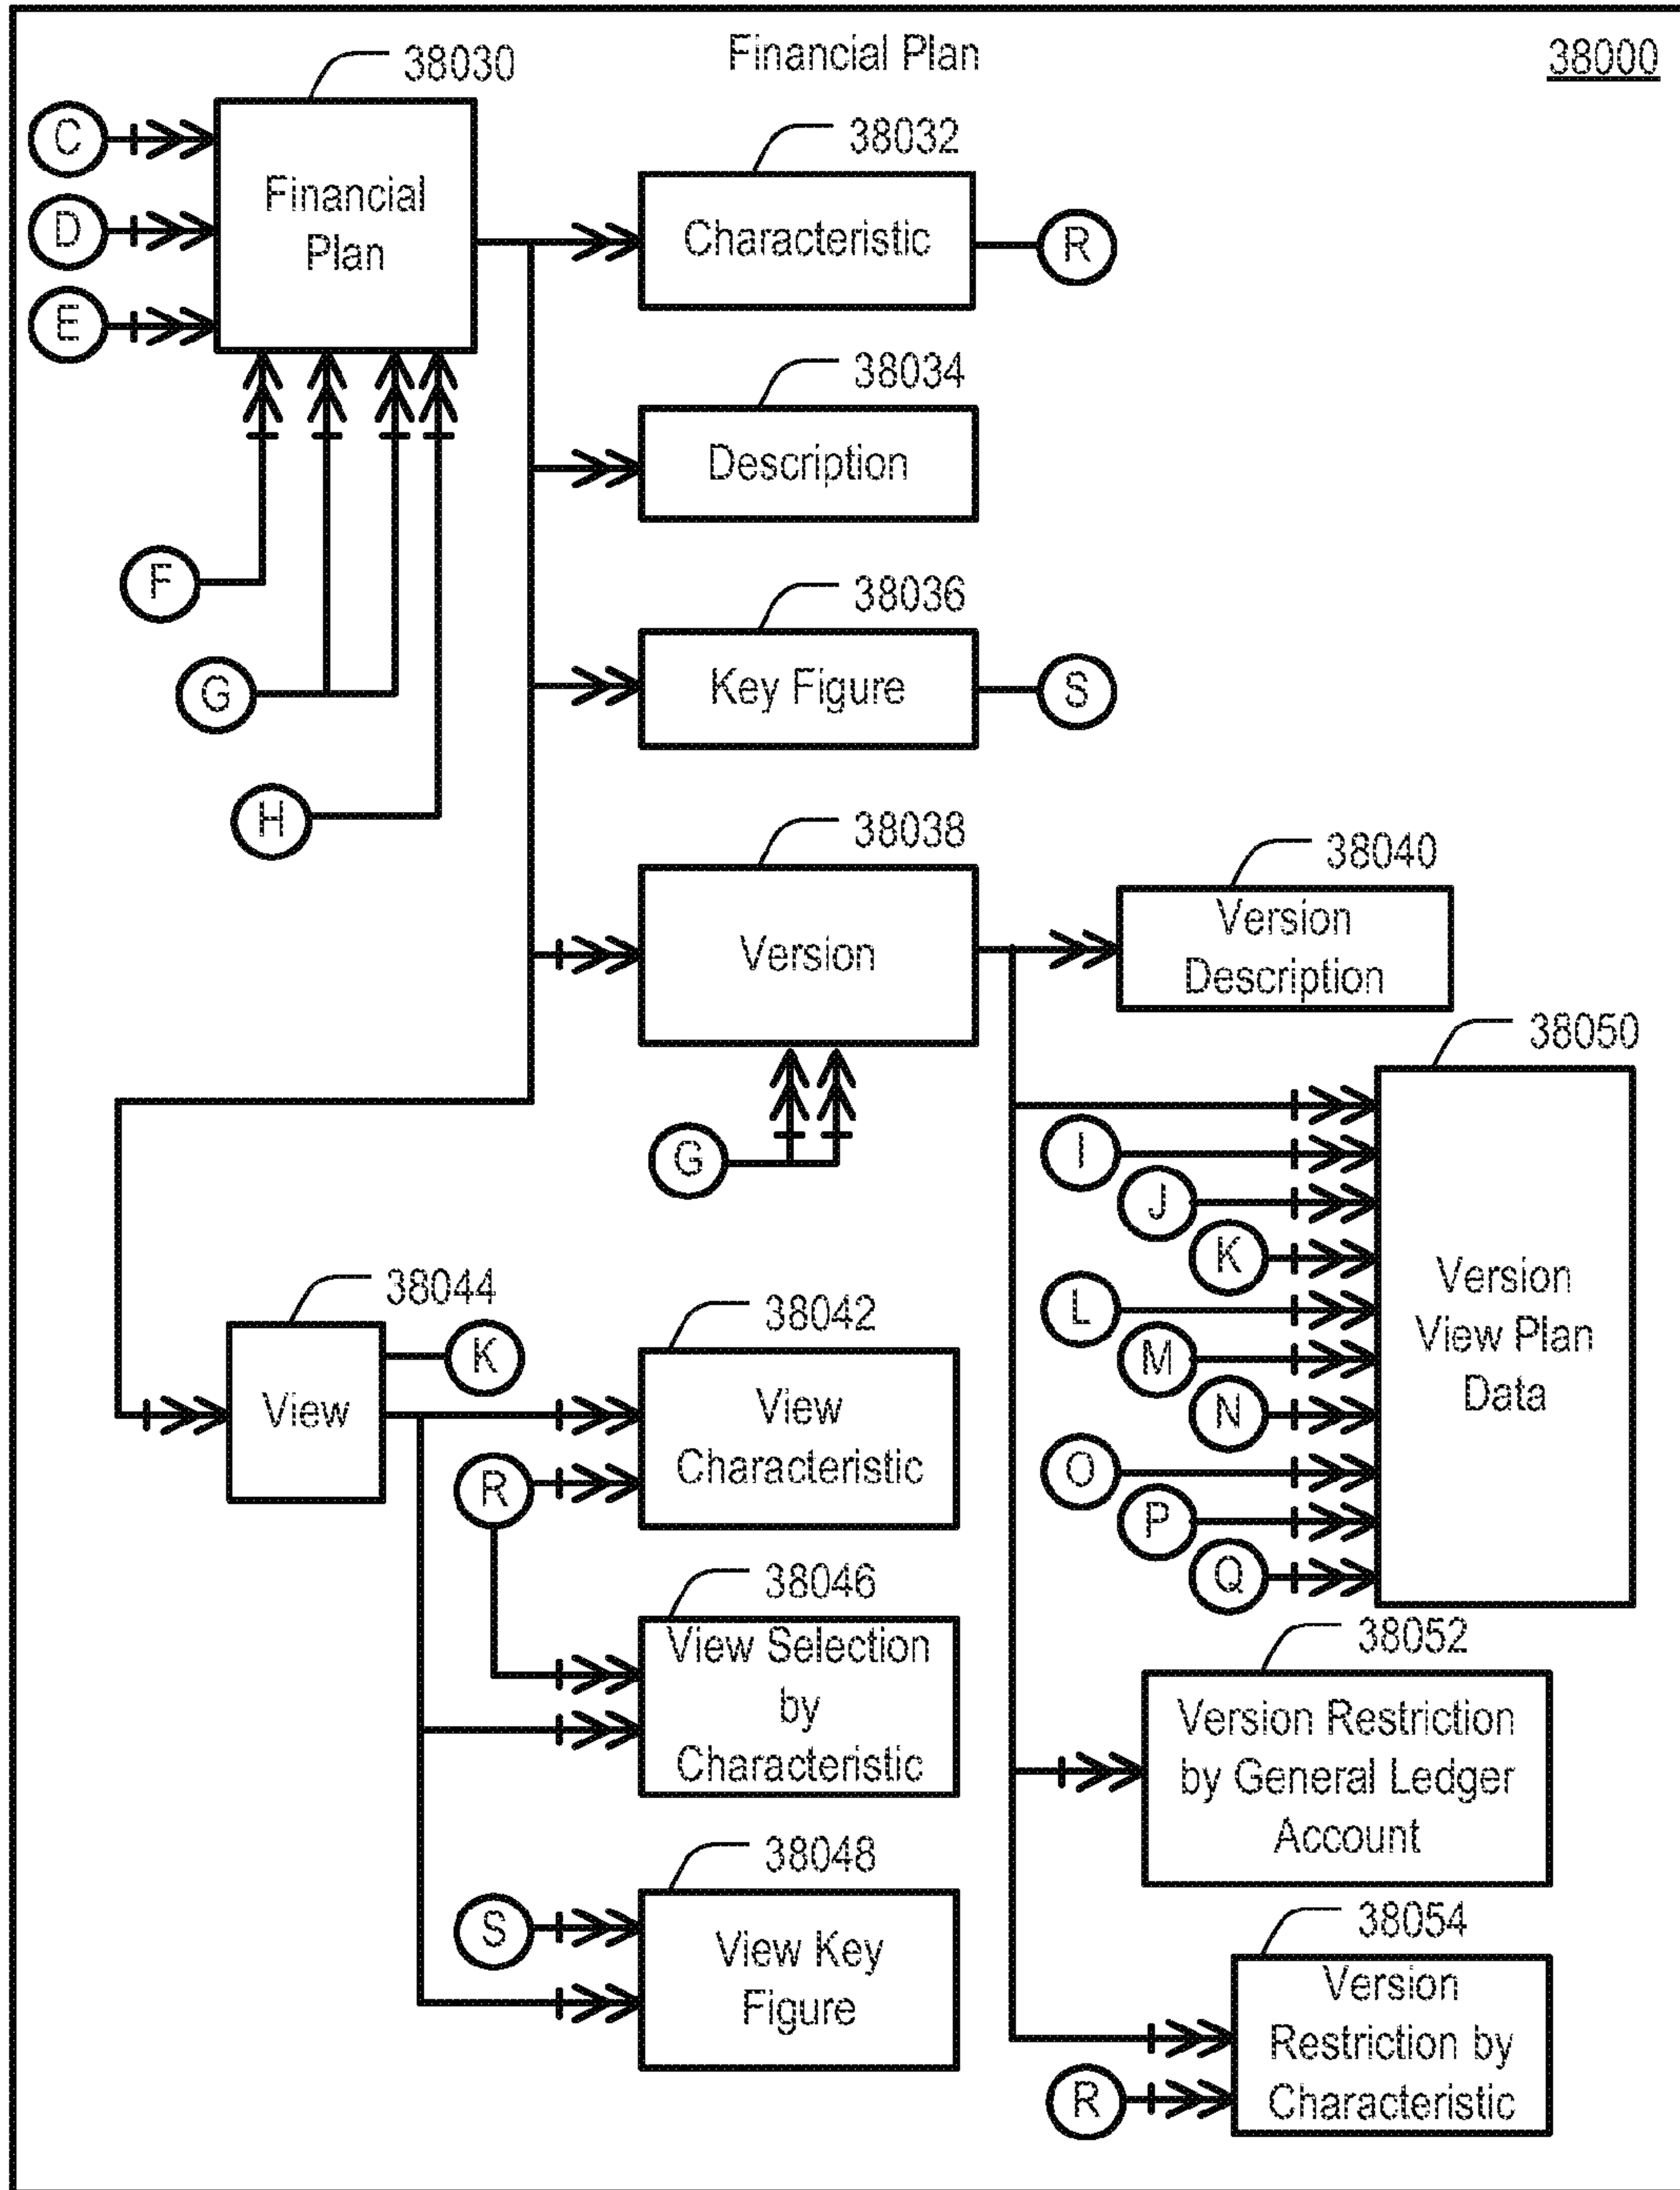 Financial Plan
38000
38030
C
D
E
Financial
Plan
38032
Characteristic
R
38034
Description
F
38036
Key Figure
S
G
H
38038
Version
38040
Version
Description
G
38050
I
J
K
L
M
N
O
P
Q
Version
View Plan
Data
38044
View
K
38042
View
Characteristic
R
38046
View Selection
by
Characteristic
38052
Version Restriction
by General Ledger
Account
38048
S
View Key
Figure
38054
Version
Restriction by
Characteristic
R